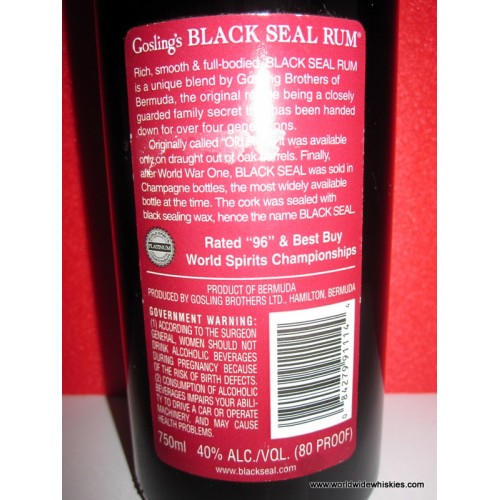 Gosling's BLACK SEAL RUM®
Rich, smooth & full-bodied, BLACK SEAL RUM
is a unique blend by Gosling Brothers of
Bermuda, the original being a closely
guarded family secret has been handed
down for over four generations.
Originally called "Old it was available
only on draught out of oak barrels. Finally,
after World War One, BLACK SEAL was sold in
Champagne bottles, the most widely available
bottle at the time. The cork was sealed with
black sealing wax, hence the name BLACK SEAL.
PLATINUM
Rated "96" & Best Buy
World Spirits Championships
PRODUCT OF BERMUDA
PRODUCED BY GOSLING BROTHERS LTD., HAMILTON, BERMUDA
GOVERNMENT WARNING:
(1) ACCORDING TO THE SURGEON
GENERAL, WOMEN SHOULD NOT
DRINK ALCOHOLIC BEVERAGES
DURING PREGNANCY BECAUSE
OF THE RISK OF BIRTH DEFECTS.
(2) CONSUMPTION OF ALCOHOLIC
BEVERAGES IMPAIRS YOUR ABILI-
TY TO DRIVE A CAR OR OPERATE
MACHINERY, AND MAY CAUSE
HEALTH PROBLEMS.
0 84279 91174 4
750ml 40% ALC./VOL. (80 PROOF)
www.blackseal.com
www.worldwidewhiskies.com